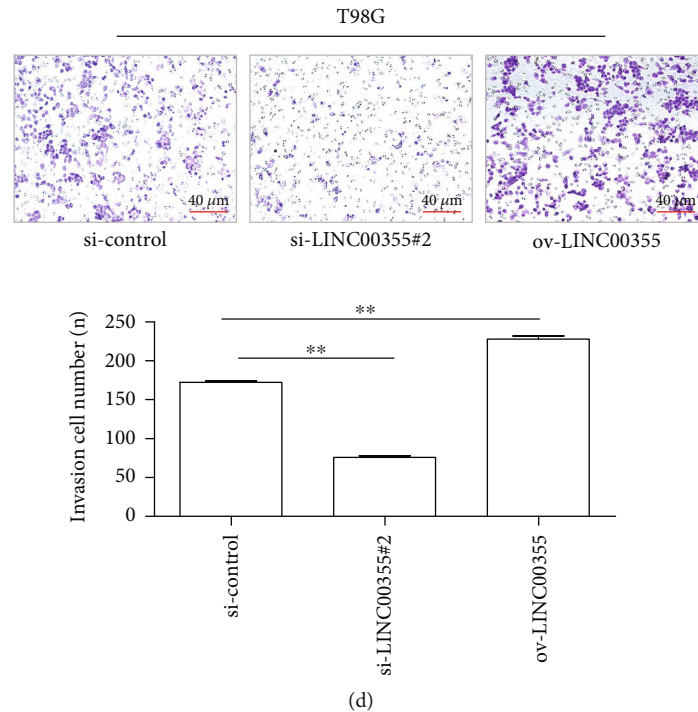 T98G
40 µm
40 µm
40 µm
si-control
si-LINC00355#2
ov-LINC00355
**
**
Invasion cell number (n)
250
200
150
100
50
0
si-control
si-LINC00355#2
ov-LINC00355
(d)